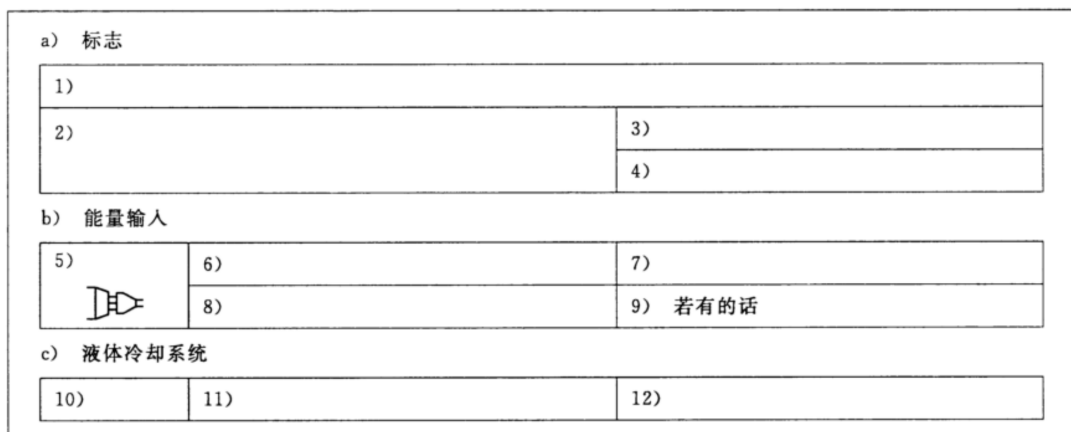 a) 标志
1)
2)
3)
4)
b) 能量输入
5)
6)
7)
8)
9) 若有的话
c) 液体冷却系统
10)
11)
12)